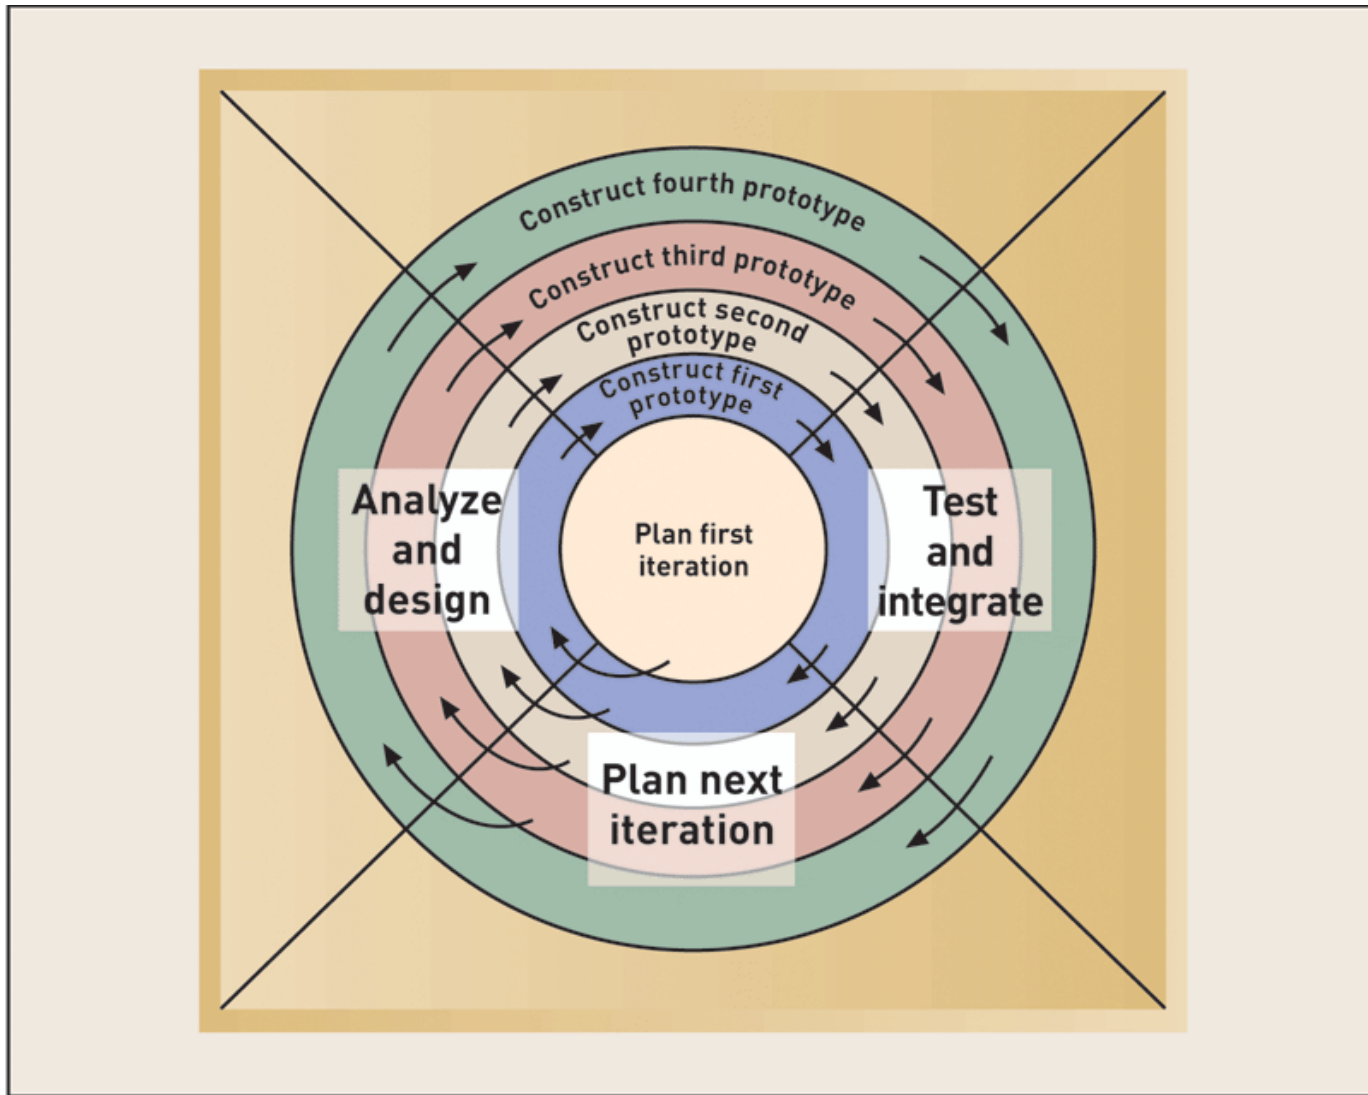 Construct fourth prototype
Construct third prototype
Construct second
prototype
Construct first
prototype
Analyze
and
design
Plan first
iteration
Test
and
integrate
Plan next
iteration